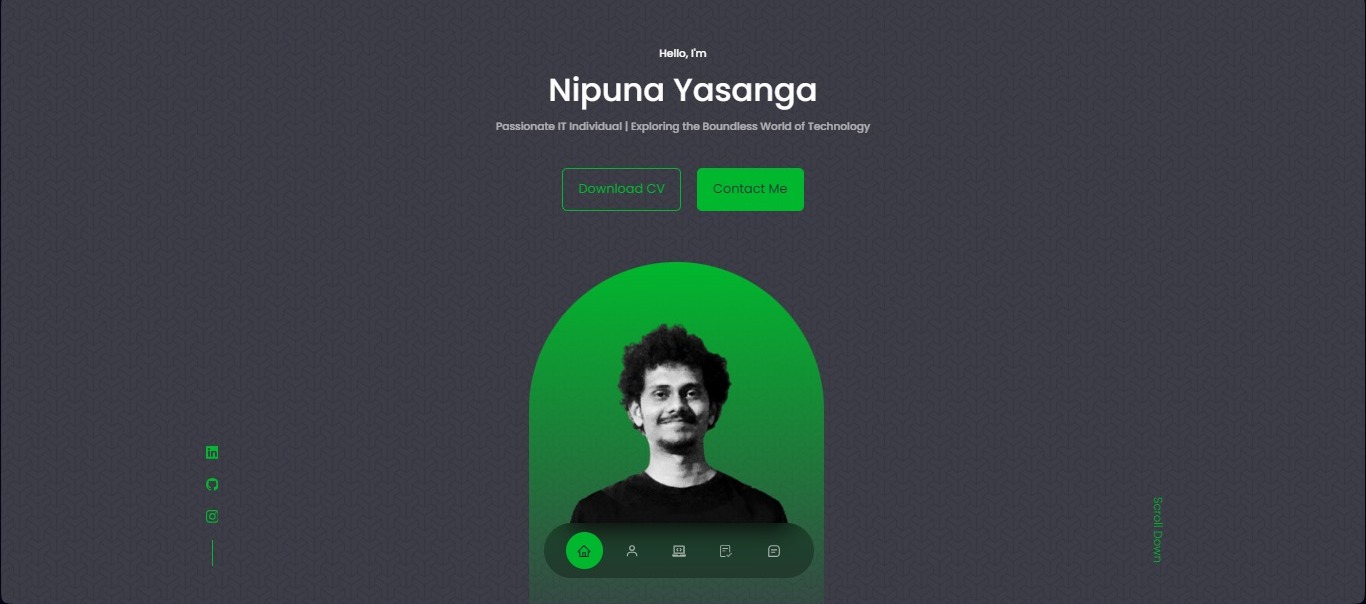 Hello, I'm
Nipuna Yasanga
Passionate IT Individual | Exploring the Boundless World of Technology
Download CV
Contact Me
Scroll Down